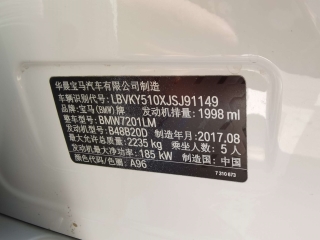 华晨宝马汽车有限公司制造
车辆识别代号: LBVKY510XJSJ91149
品牌: 宝马(BMW)牌 发动机排量: 1998 ml
整车型号: BMW7201LM
发动机型号: B48B20D 制造年月: 2017.08
最大允许总质量: 2235 kg 乘坐人数: 5 人
发动机最大净功率: 185 kW 制造国: 中国
颜色代码/色圈: A96
7 310 873